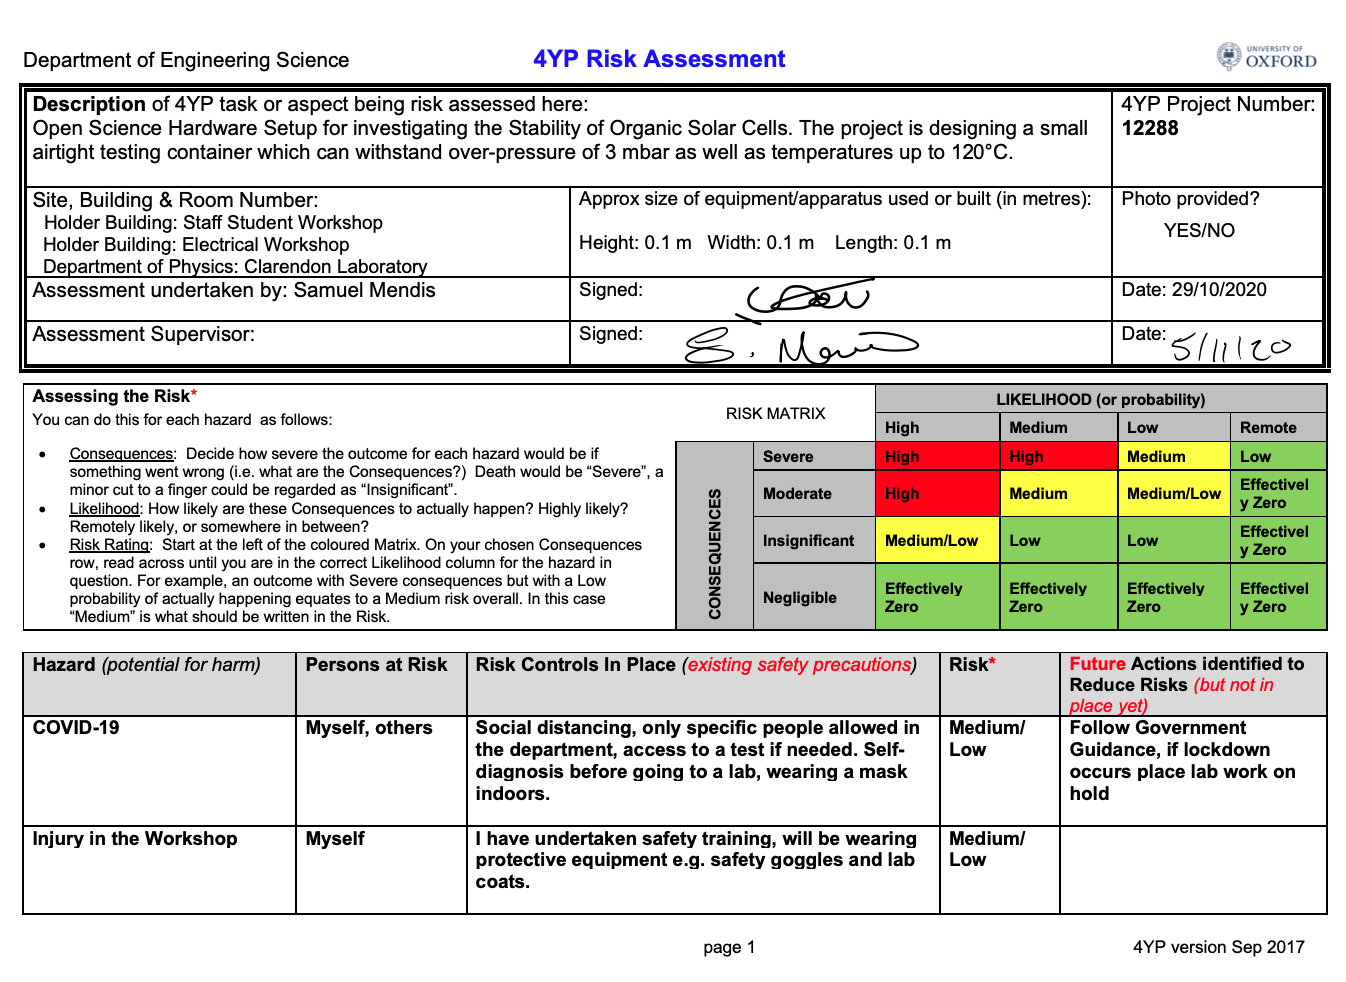 Department of Engineering Science
4YP Risk Assessment
UNIVERSITY OF
OXFORD
Description of 4YP task or aspect being risk assessed here:
Open Science Hardware Setup for investigating the Stability of Organic Solar Cells. The project is designing a small
airtight testing container which can withstand over-pressure of 3 mbar as well as temperatures up to 120°C.
4YP Project Number:
12288
Site, Building & Room Number:
Holder Building: Staff Student Workshop
Holder Building: Electrical Workshop
Department of Physics: Clarendon Laboratory
Approx size of equipment/apparatus used or built (in metres):
Height: 0.1 m Width: 0.1 m Length: 0.1 m
Photo provided?
YES/NO
Assessment undertaken by: Samuel Mendis
Signed:
Date: 29/10/2020
Assessment Supervisor:
Signed:
Date: 5/11/20
Assessing the Risk*
You can do this for each hazard as follows:
• Consequences: Decide how severe the outcome for each hazard would be if
something went wrong (i.e. what are the Consequences?) Death would be “Severe”, a
minor cut to a finger could be regarded as “Insignificant”.
• Likelihood: How likely are these Consequences to actually happen? Highly likely?
Remotely likely, or somewhere in between?
• Risk Rating: Start at the left of the coloured Matrix. On your chosen Consequences
row, read across until you are in the correct Likelihood column for the hazard in
question. For example, an outcome with Severe consequences but with a Low
probability of actually happening equates to a Medium risk overall. In this case
“Medium” is what should be written in the Risk.
RISK MATRIX
LIKELIHOOD (or probability)
High Medium Low Remote
CONSEQUENCES
Severe High High Medium Low
Moderate High Medium Medium/Low Effectivel
y Zero
Insignificant Medium/Low Low Low Effectivel
y Zero
Negligible Effectively Effectively Effectively Effectivel
Zero Zero Zero y Zero
Hazard (potential for harm)
Persons at Risk
Risk Controls In Place (existing safety precautions)
Risk*
Future Actions identified to
Reduce Risks (but not in
place yet)
COVID-19
Myself, others
Social distancing, only specific people allowed in
the department, access to a test if needed. Self-
diagnosis before going to a lab, wearing a mask
indoors.
Medium/
Low
Follow Government
Guidance, if lockdown
occurs place lab work on
hold
Injury in the Workshop
Myself
I have undertaken safety training, will be wearing
protective equipment e.g. safety goggles and lab
coats.
Medium/
Low
page 1
4YP version Sep 2017